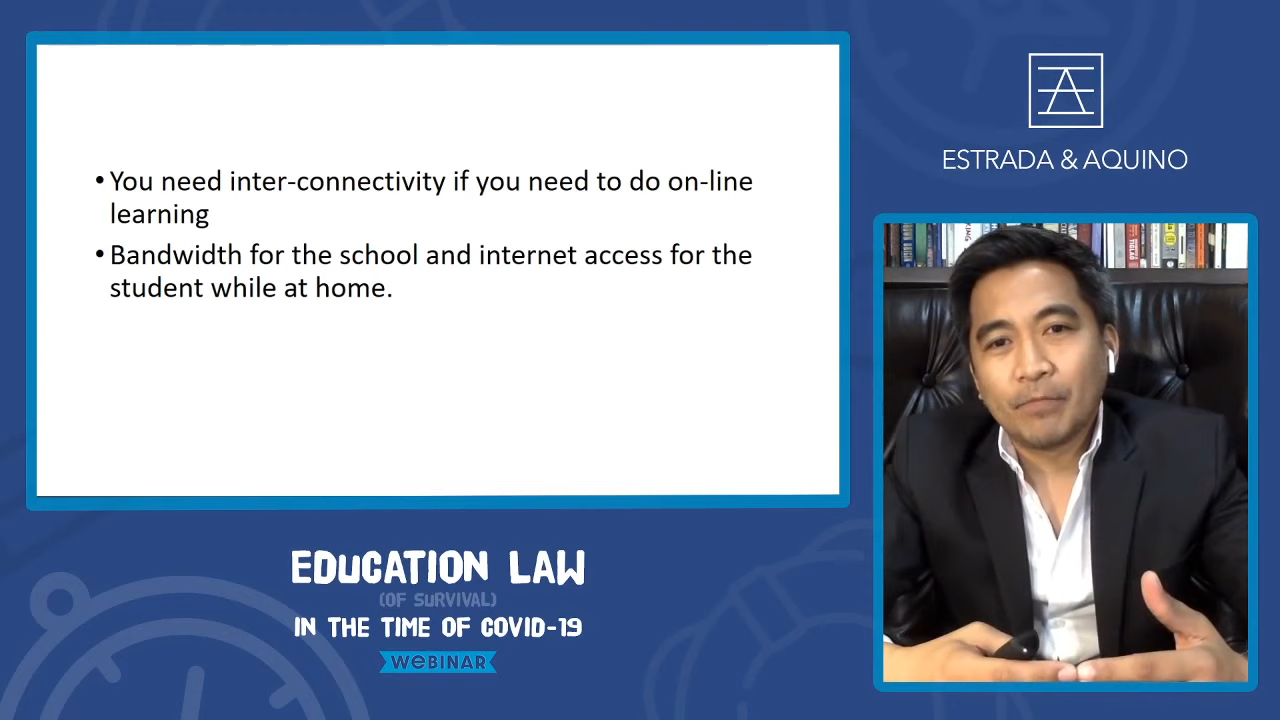 • You need inter-connectivity if you need to do on-line
learning
• Bandwidth for the school and internet access for the
student while at home.
ESTRADA & AQUINO
EDuCATION LAW
(OF SuRVIVAL)
IN THE TIME OF COVID-19
WEBINAR